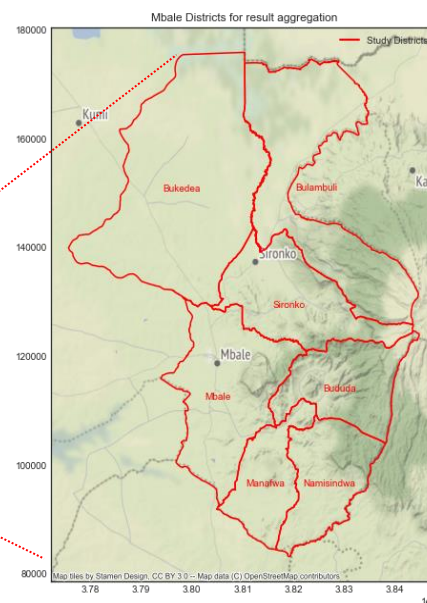 Mbale Districts for result aggregation
180000
Study Districts
Kumi
160000
Bukedea
Bulambuli
Ka
140000
Sironko
Sironko
120000
Mbale
Mbale
Bududa
100000
Manafwa
Namisindwa
80000
Map tiles by Stamen Design, CC BY 3.0 -- Map data (C) OpenStreetMap contributors
3.78 3.79 3.80 3.81 3.82 3.83 3.84